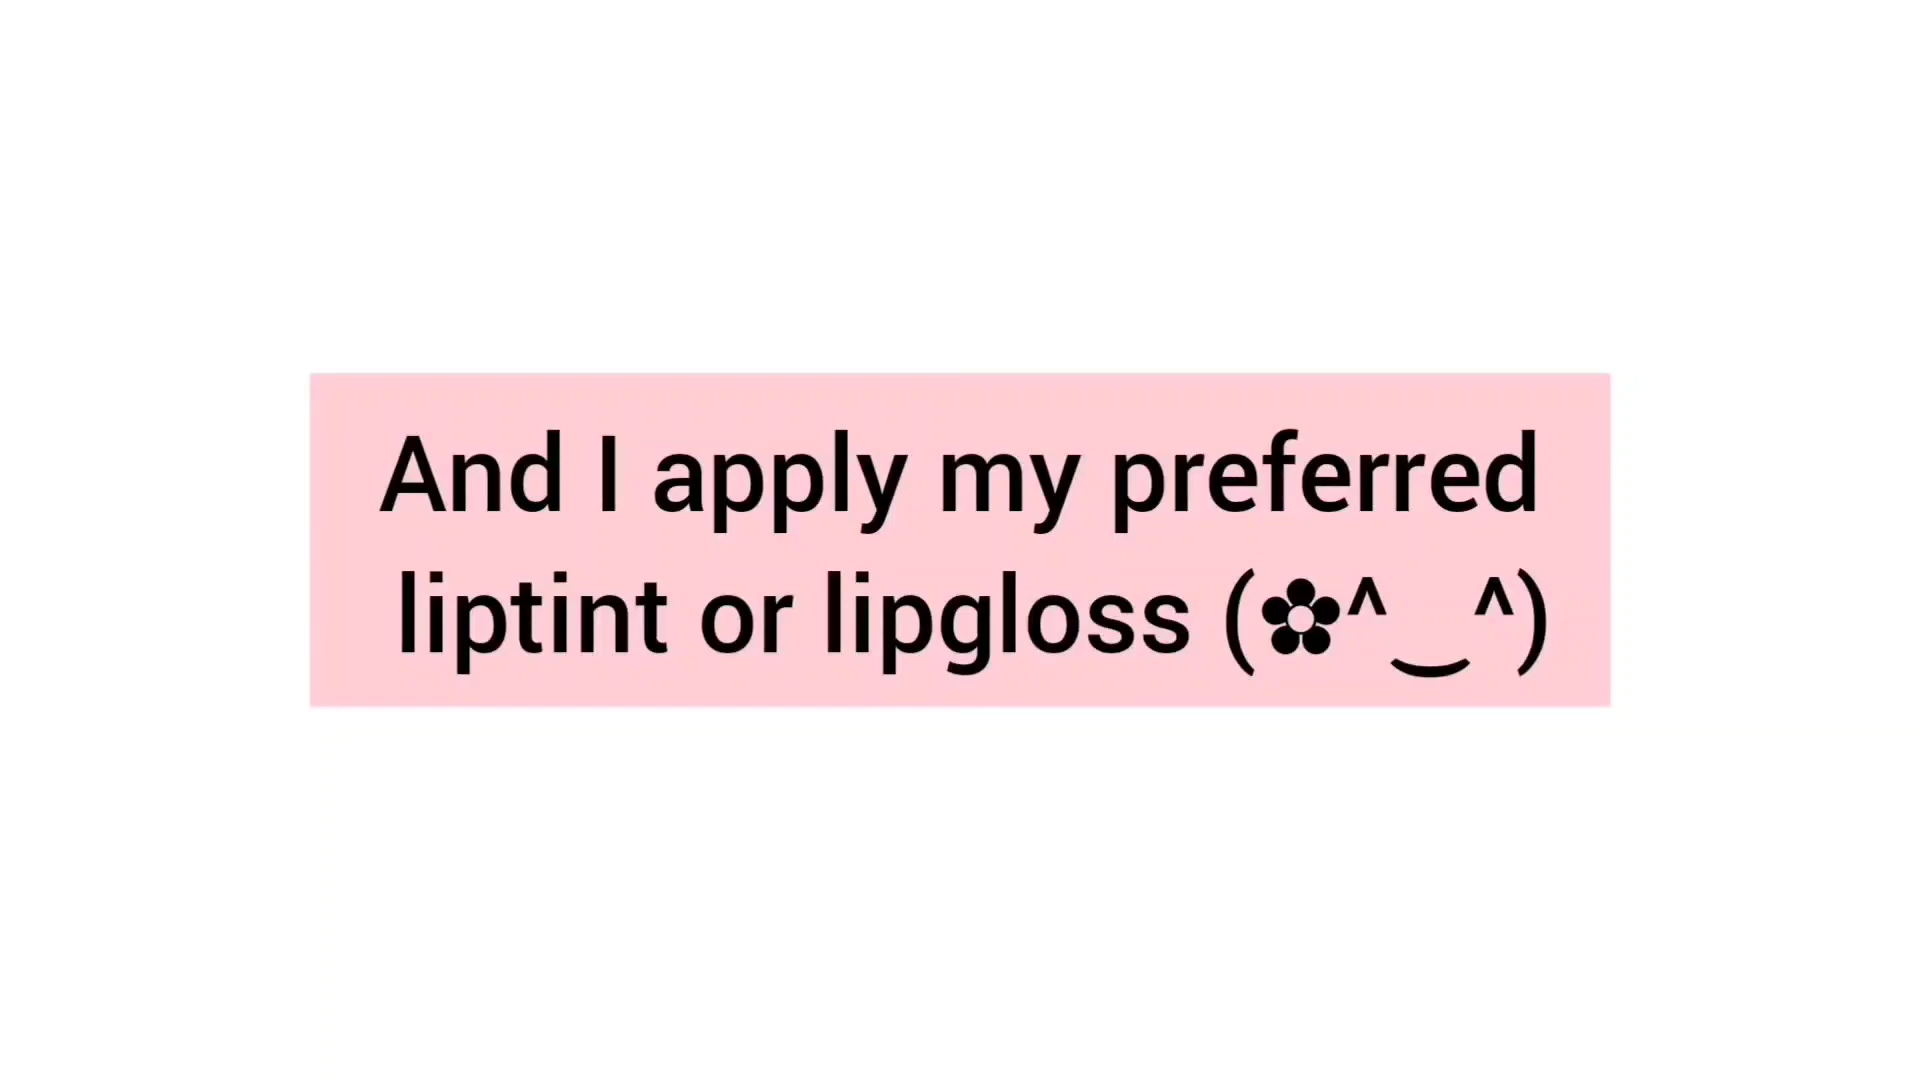 And I apply my preferred
liptint or lipgloss (✿^‿^)